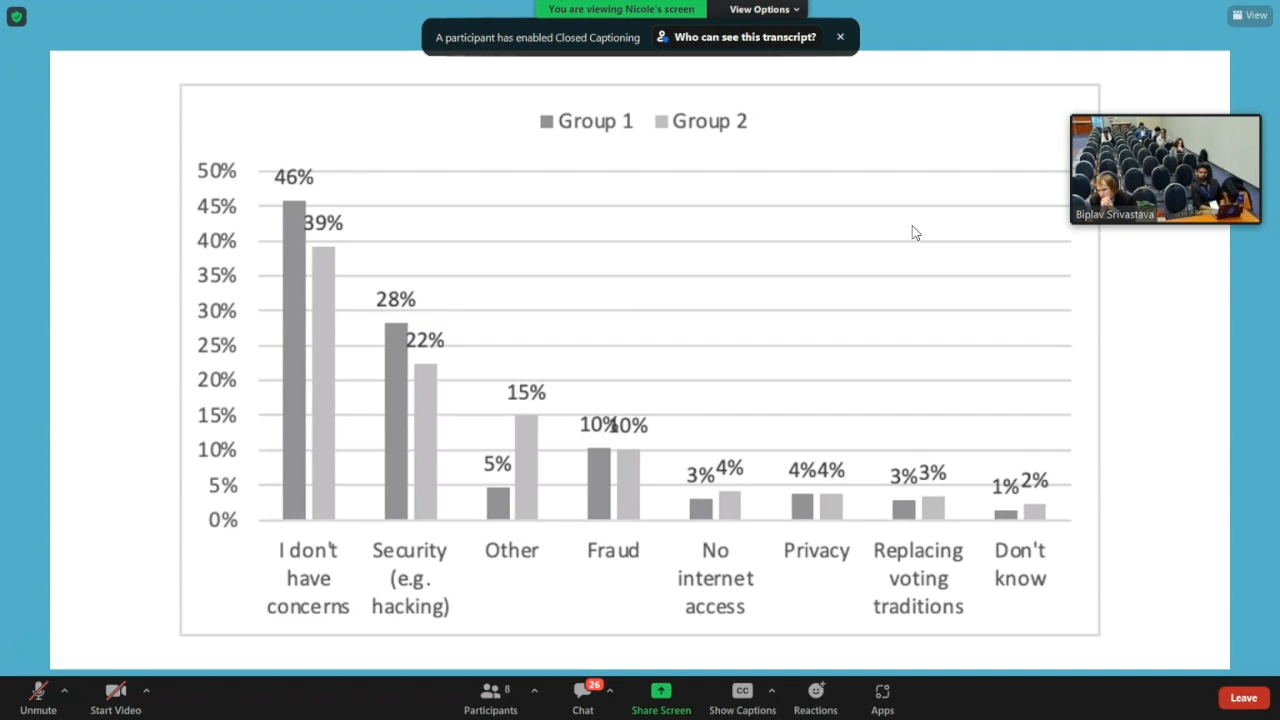 You are viewing Nicole's screen
View Options
View
A participant has enabled Closed Captioning
Who can see this transcript?
Group 1
Group 2
50%
45%
40%
35%
30%
25%
20%
15%
10%
5%
0%
46%
39%
28%
22%
5%
15%
10%
10%
3%
4%
4%
4%
3%
3%
1%
2%
I don't
have
concerns
Security
(e.g.
hacking)
Other
Fraud
No
internet
access
Privacy
Replacing
voting
traditions
Don't
know
Biplav Srivastava
Unmute
Start Video
Participants
8
Chat
26
Share Screen
CC
Show Captions
Reactions
Apps
Leave